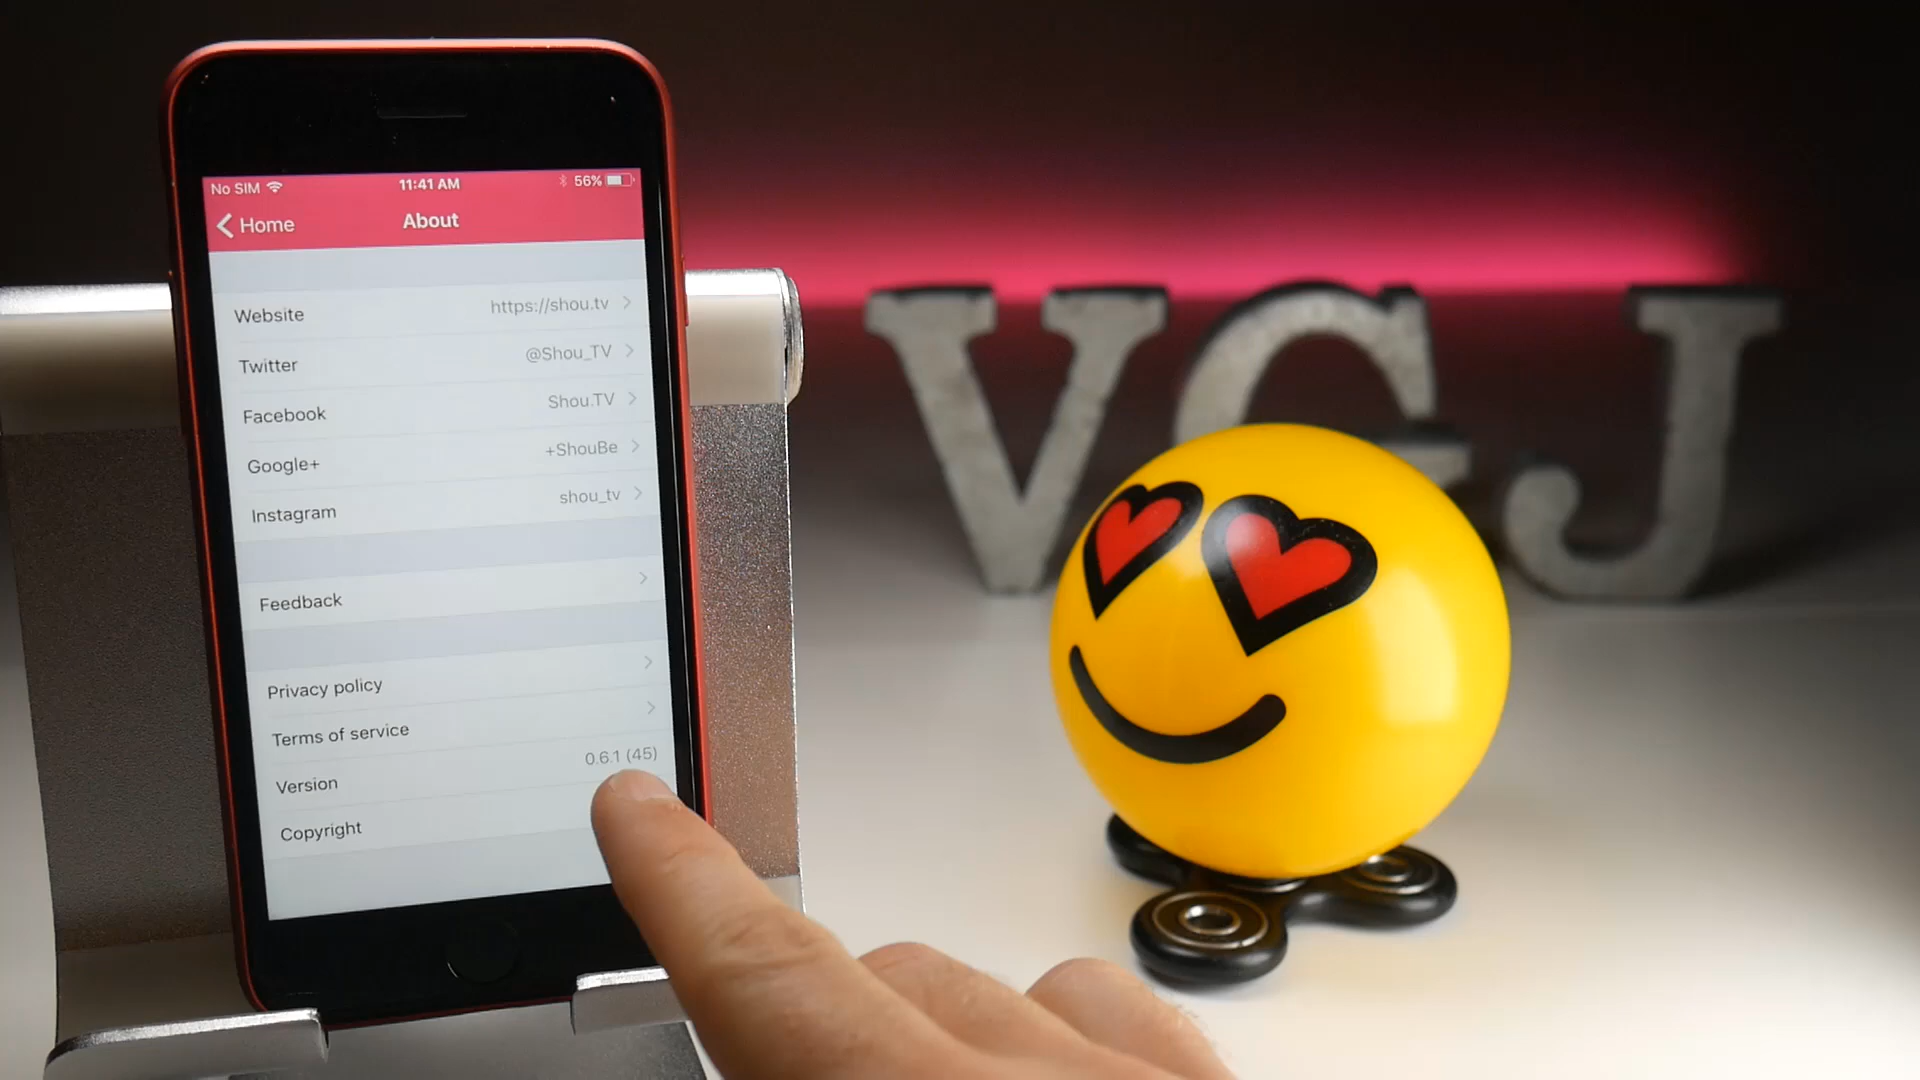 No SIM 11:41 AM 56%
Home About
Website https://shou.tv
Twitter @Shou_TV
Facebook Shou.TV
Google+ +ShouBe
Instagram shou_tv
Feedback
Privacy policy
Terms of service
Version 0.6.1 (45)
Copyright
VGJ